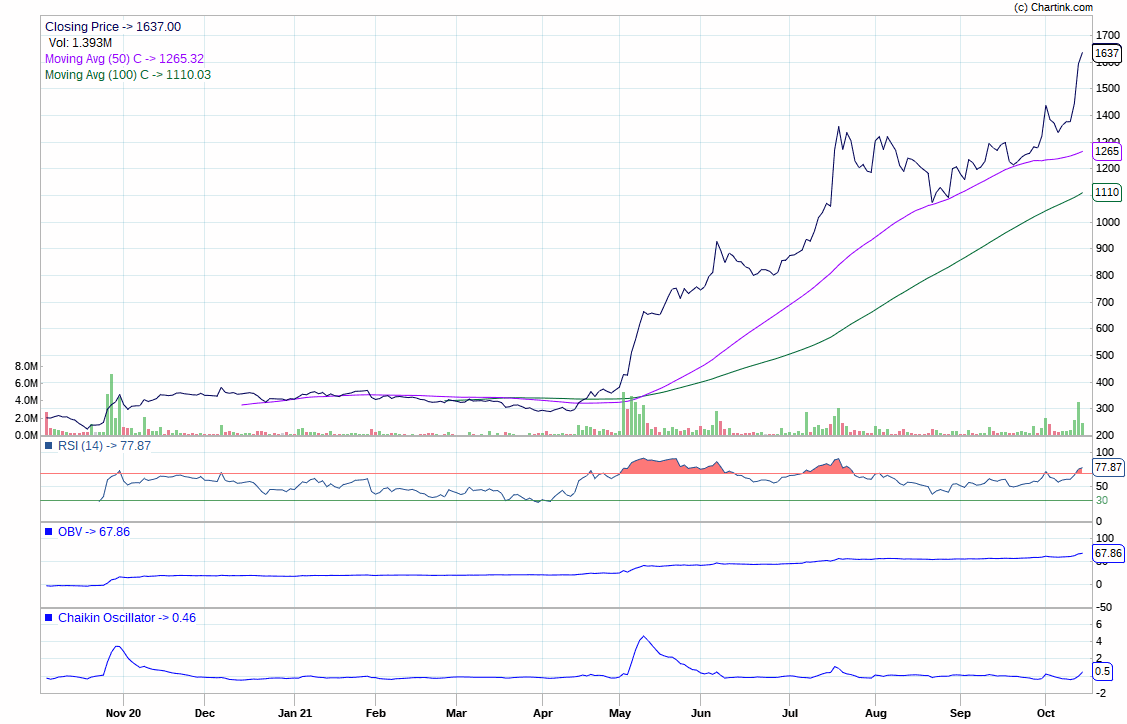 (c) Chartink.com
Closing Price -> 1637.00
Vol: 1.393M
Moving Avg (50) C -> 1265.32
Moving Avg (100) C -> 1110.03
1700
1637
1500
1400
1300
1265
1200
1110
1000
900
800
700
600
500
400
300
200
8.0M
6.0M
4.0M
2.0M
0.0M
RSI (14) -> 77.87
100
77.87
50
30
0
OBV -> 67.86
100
67.86
50
0
-50
Chaikin Oscillator -> 0.46
6
4
2
0.5
-2
Nov 20 Dec Jan 21 Feb Mar Apr May Jun Jul Aug Sep Oct